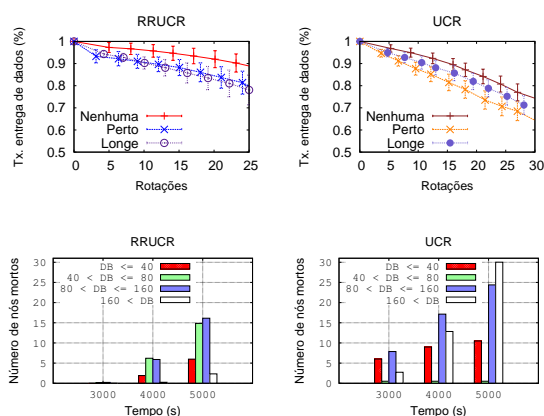 RRUCR
Tx. entrega de dados (%)
1
0.9
0.8
0.7
0.6
0.5
Nenhuma
Perto
Longe
0 5 10 15 20 25
Rotações
UCR
Tx. entrega de dados (%)
1
0.9
0.8
0.7
0.6
0.5
Nenhuma
Perto
Longe
0 5 10 15 20 25 30
Rotações
RRUCR
Número de nós mortos
30
25
20
15
10
5
0
DB <= 40
40 < DB <= 80
80 < DB <= 160
160 < DB
3000 4000 5000
Tempo (s)
UCR
Número de nós mortos
30
25
20
15
10
5
0
DB <= 40
40 < DB <= 80
80 < DB <= 160
160 < DB
3000 4000 5000
Tempo (s)